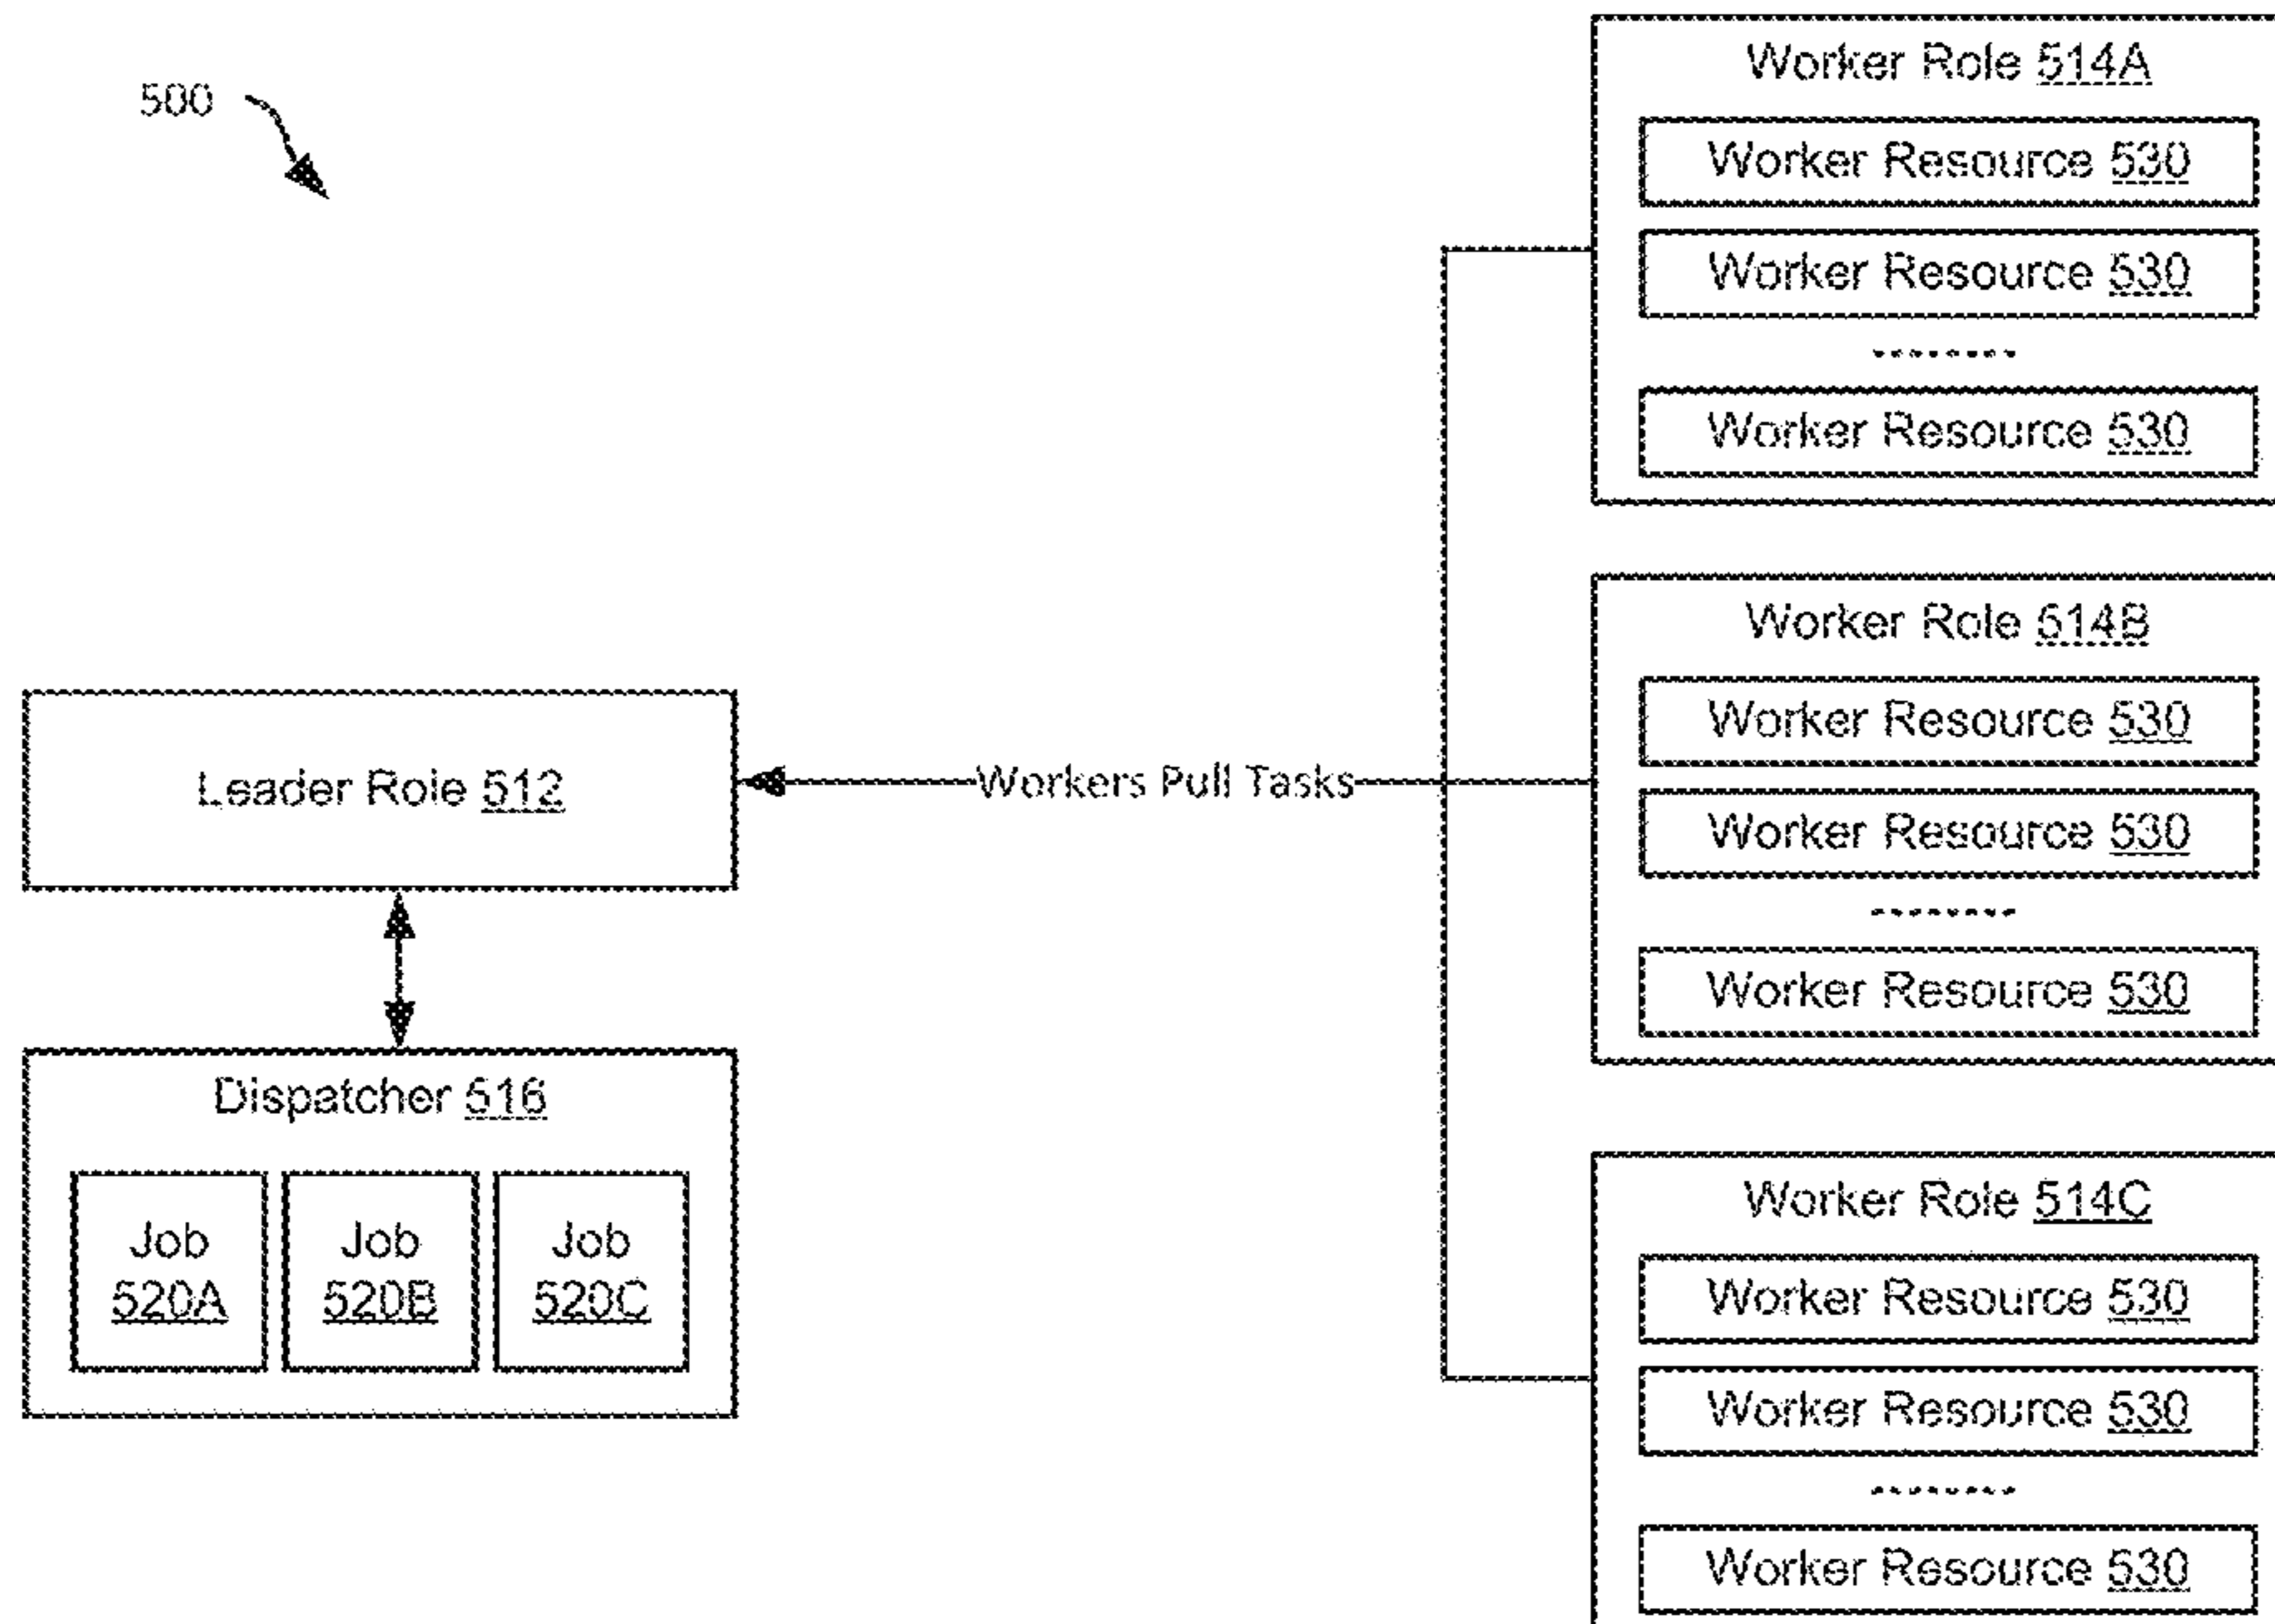 500
Worker Role 514A
Worker Resource 530
Worker Resource 530
Worker Resource 530
Worker Role 514B
Worker Resource 530
Worker Resource 530
Worker Resource 530
Leader Role 512
Workers Pull Tasks
Dispatcher 516
Job
520A
Job
520B
Job
520C
Worker Role 514C
Worker Resource 530
Worker Resource 530
Worker Resource 530